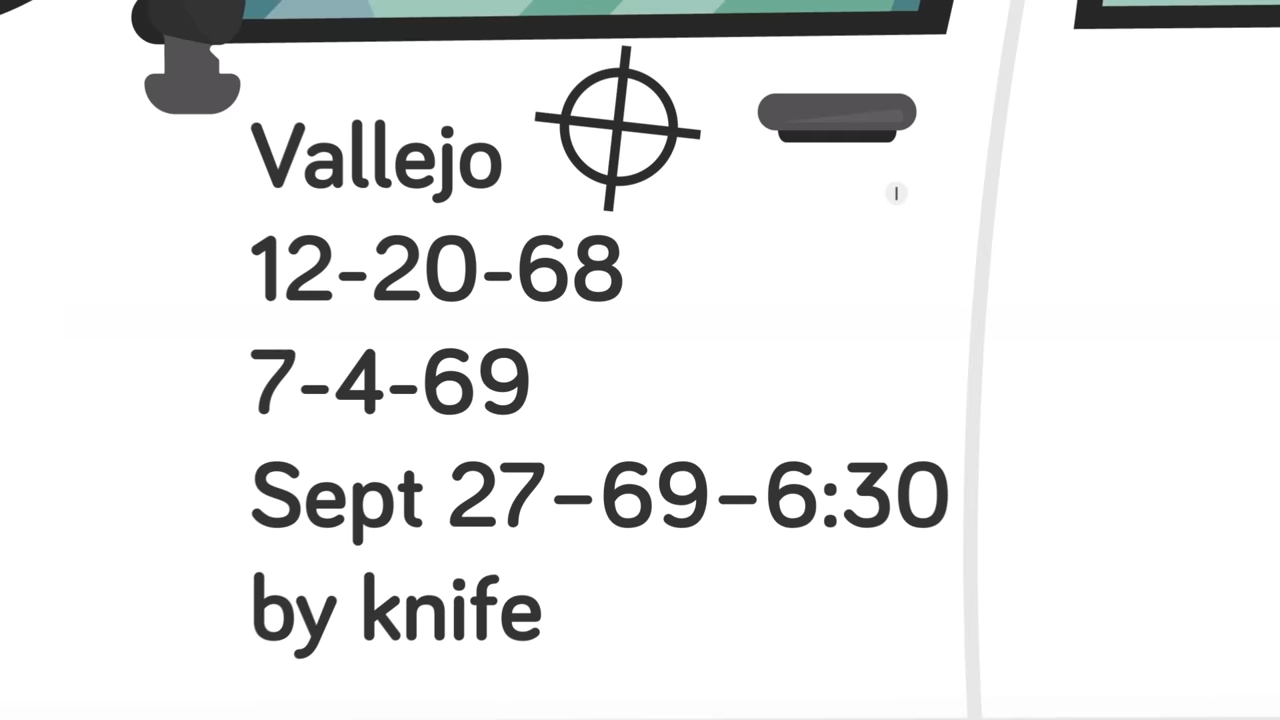 Vallejo
12-20-68
7-4-69
Sept 27–69–6:30
by knife